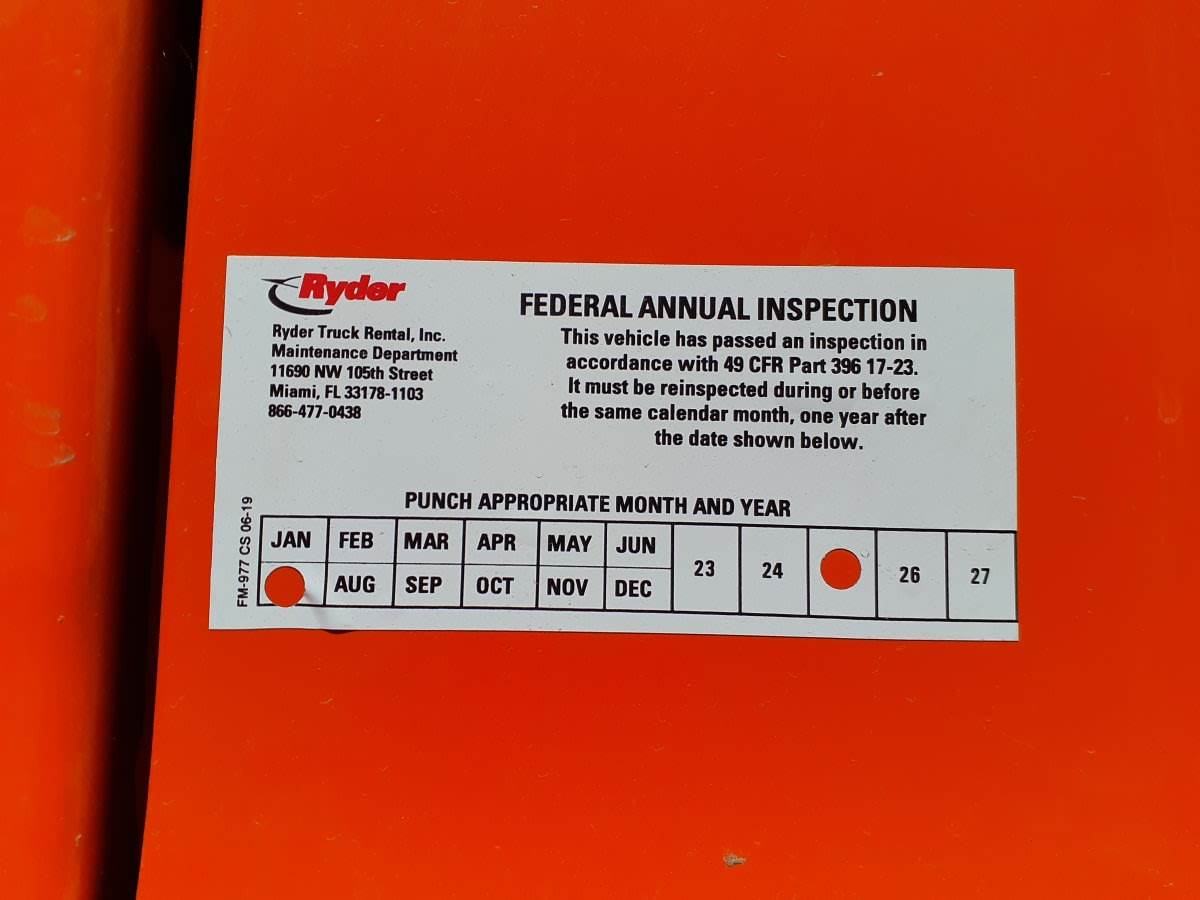 Ryder
Ryder Truck Rental, Inc.
Maintenance Department
11690 NW 105th Street
Miami, FL 33178-1103
866-477-0438
FEDERAL ANNUAL INSPECTION
This vehicle has passed an inspection in
accordance with 49 CFR Part 396 17-23.
It must be reinspected during or before
the same calendar month, one year after
the date shown below.
FM-977 CS 06-19
PUNCH APPROPRIATE MONTH AND YEAR
JAN FEB MAR APR MAY JUN 23 24 26 27
AUG SEP OCT NOV DEC